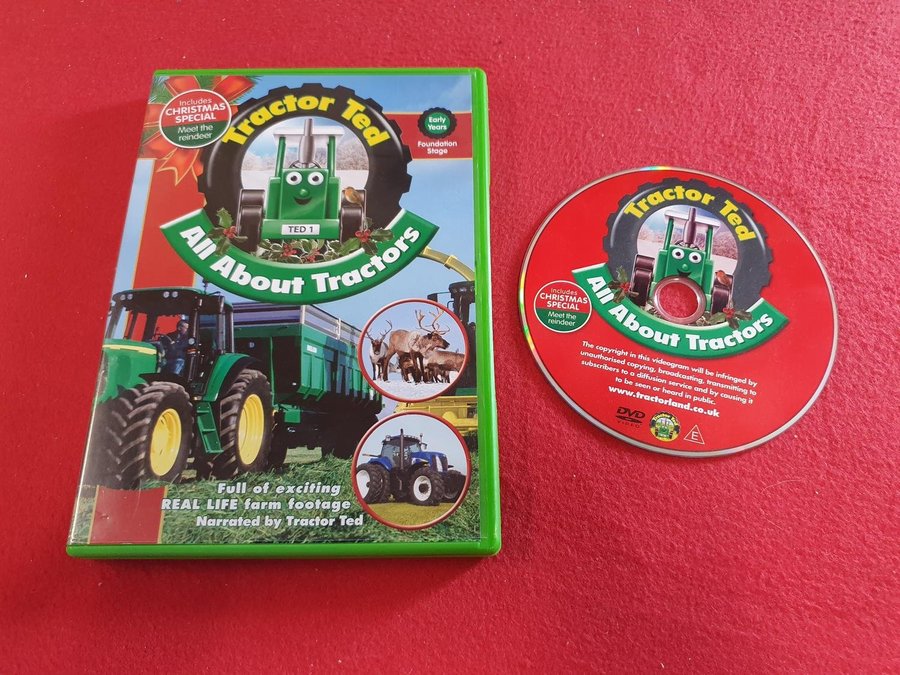 Includes
CHRISTMAS
SPECIAL
Meet the
reindeer
Tractor Ted
Early
Years
Foundation
Stage
TED 1
All About Tractors
Full of exciting
REAL LIFE farm footage
Narrated by Tractor Ted
Tractor Ted
Includes
CHRISTMAS
SPECIAL
Meet the
reindeer
All About Tractors
The copyright in this videogram will be infringed by
unauthorised copying, broadcasting, transmitting to
subscribers to a diffusion service and by causing it
to be seen or heard in public.
www.tractorland.co.uk
DVD
VIDEO
Tractor Ted
E